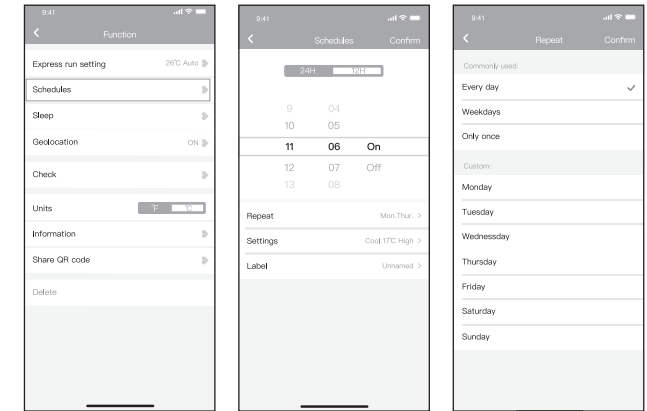 9:41
Function
Express run setting 26°C Auto
Schedules
Sleep
Geolocation ON
Check
Units °F °C
Information
Share QR code
Delete
9:41
Schedules Confirm
24H 12H
9 04
10 05
11 06 On
12 07 Off
13 08
Repeat Mon.Thur. >
Settings Cool 17°C High >
Label Unnamed >
9:41
Repeat Confirm
Commonly used:
Every day
Weekdays
Only once
Custom:
Monday
Tuesday
Wednessday
Thursday
Friday
Saturday
Sunday